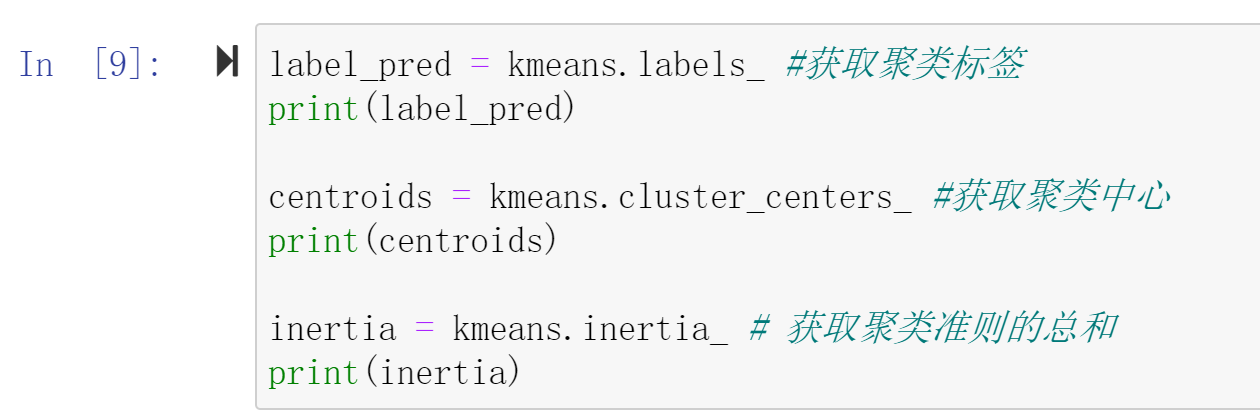 In [9]: label_pred = kmeans.labels_ #获取聚类标签
print(label_pred)
centroids = kmeans.cluster_centers_ #获取聚类中心
print(centroids)
inertia = kmeans.inertia_ # 获取聚类准则的总和
print(inertia)